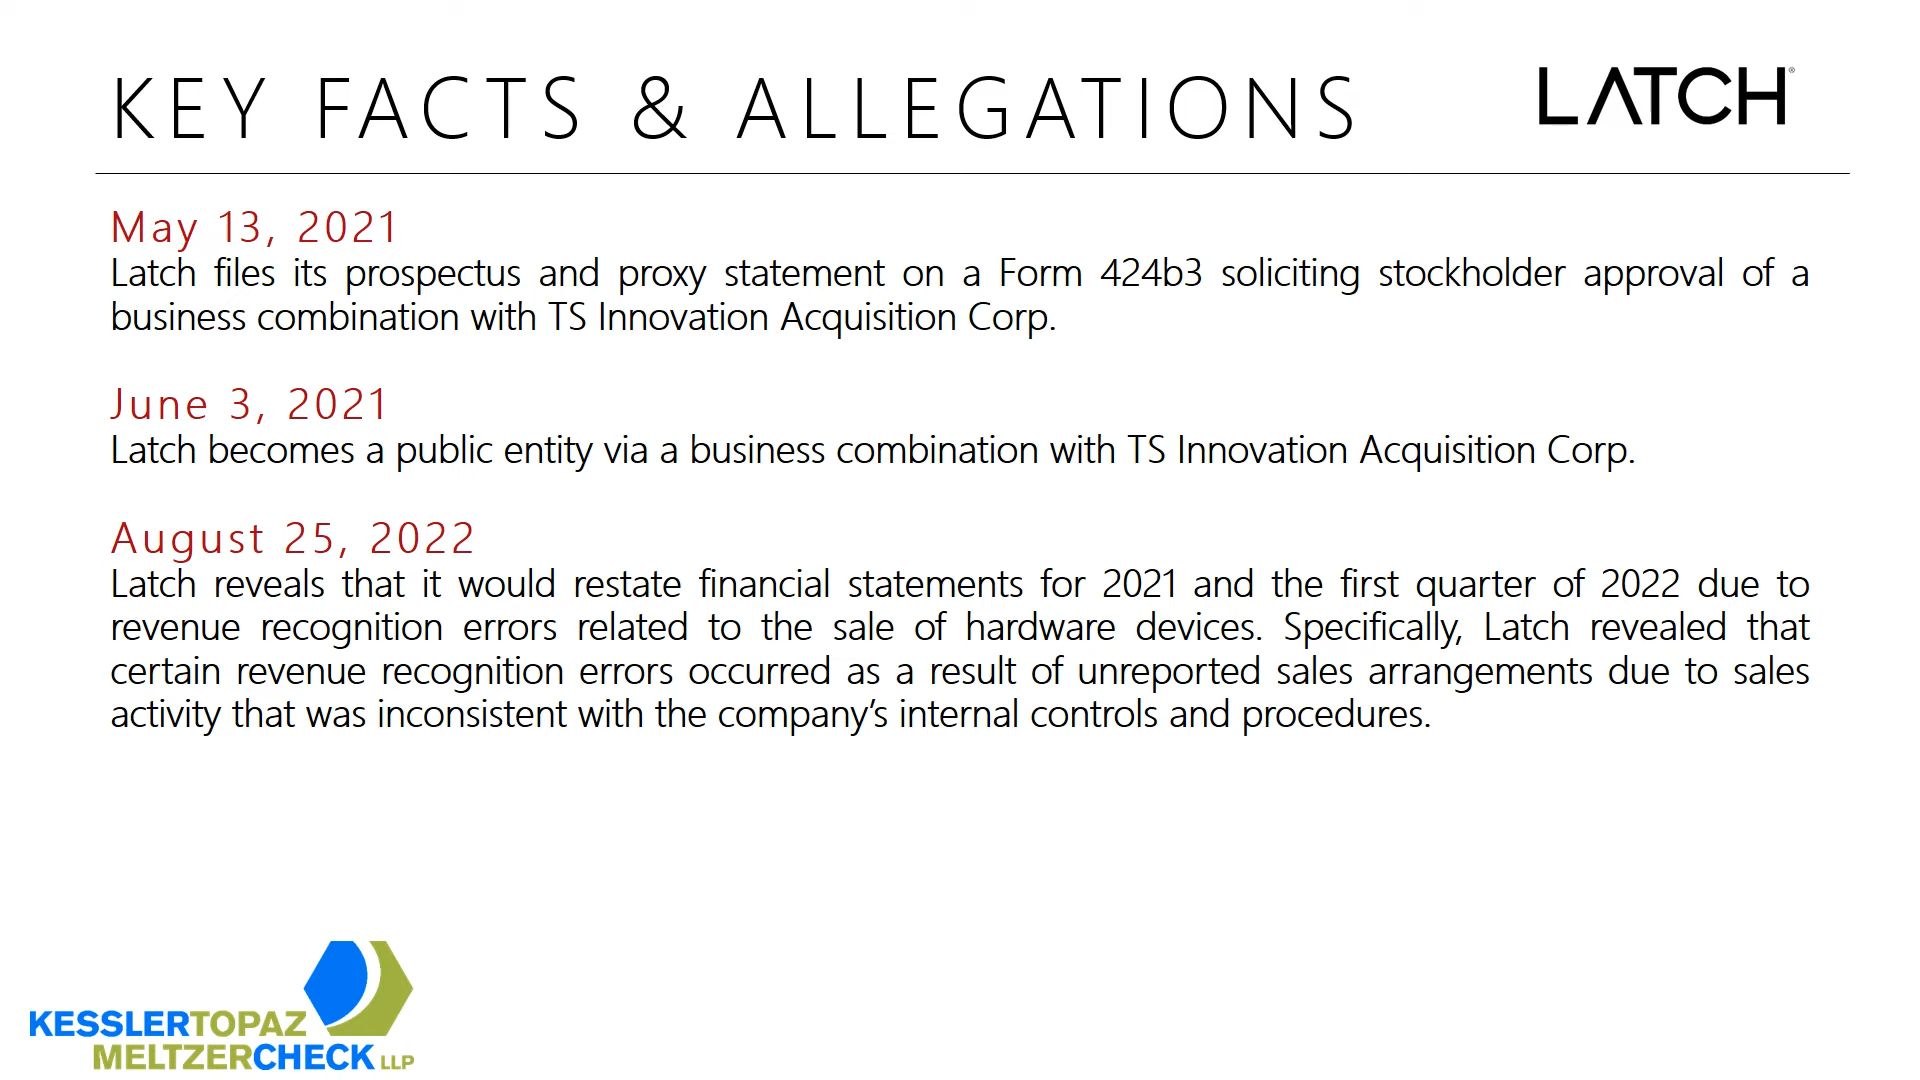 KEY FACTS & ALLEGATIONS
LATCH®
May 13, 2021
Latch files its prospectus and proxy statement on a Form 424b3 soliciting stockholder approval of a
business combination with TS Innovation Acquisition Corp.
June 3, 2021
Latch becomes a public entity via a business combination with TS Innovation Acquisition Corp.
August 25, 2022
Latch reveals that it would restate financial statements for 2021 and the first quarter of 2022 due to
revenue recognition errors related to the sale of hardware devices. Specifically, Latch revealed that
certain revenue recognition errors occurred as a result of unreported sales arrangements due to sales
activity that was inconsistent with the company’s internal controls and procedures.
KESSLERTOPAZ
MELTZERCHECK LLP